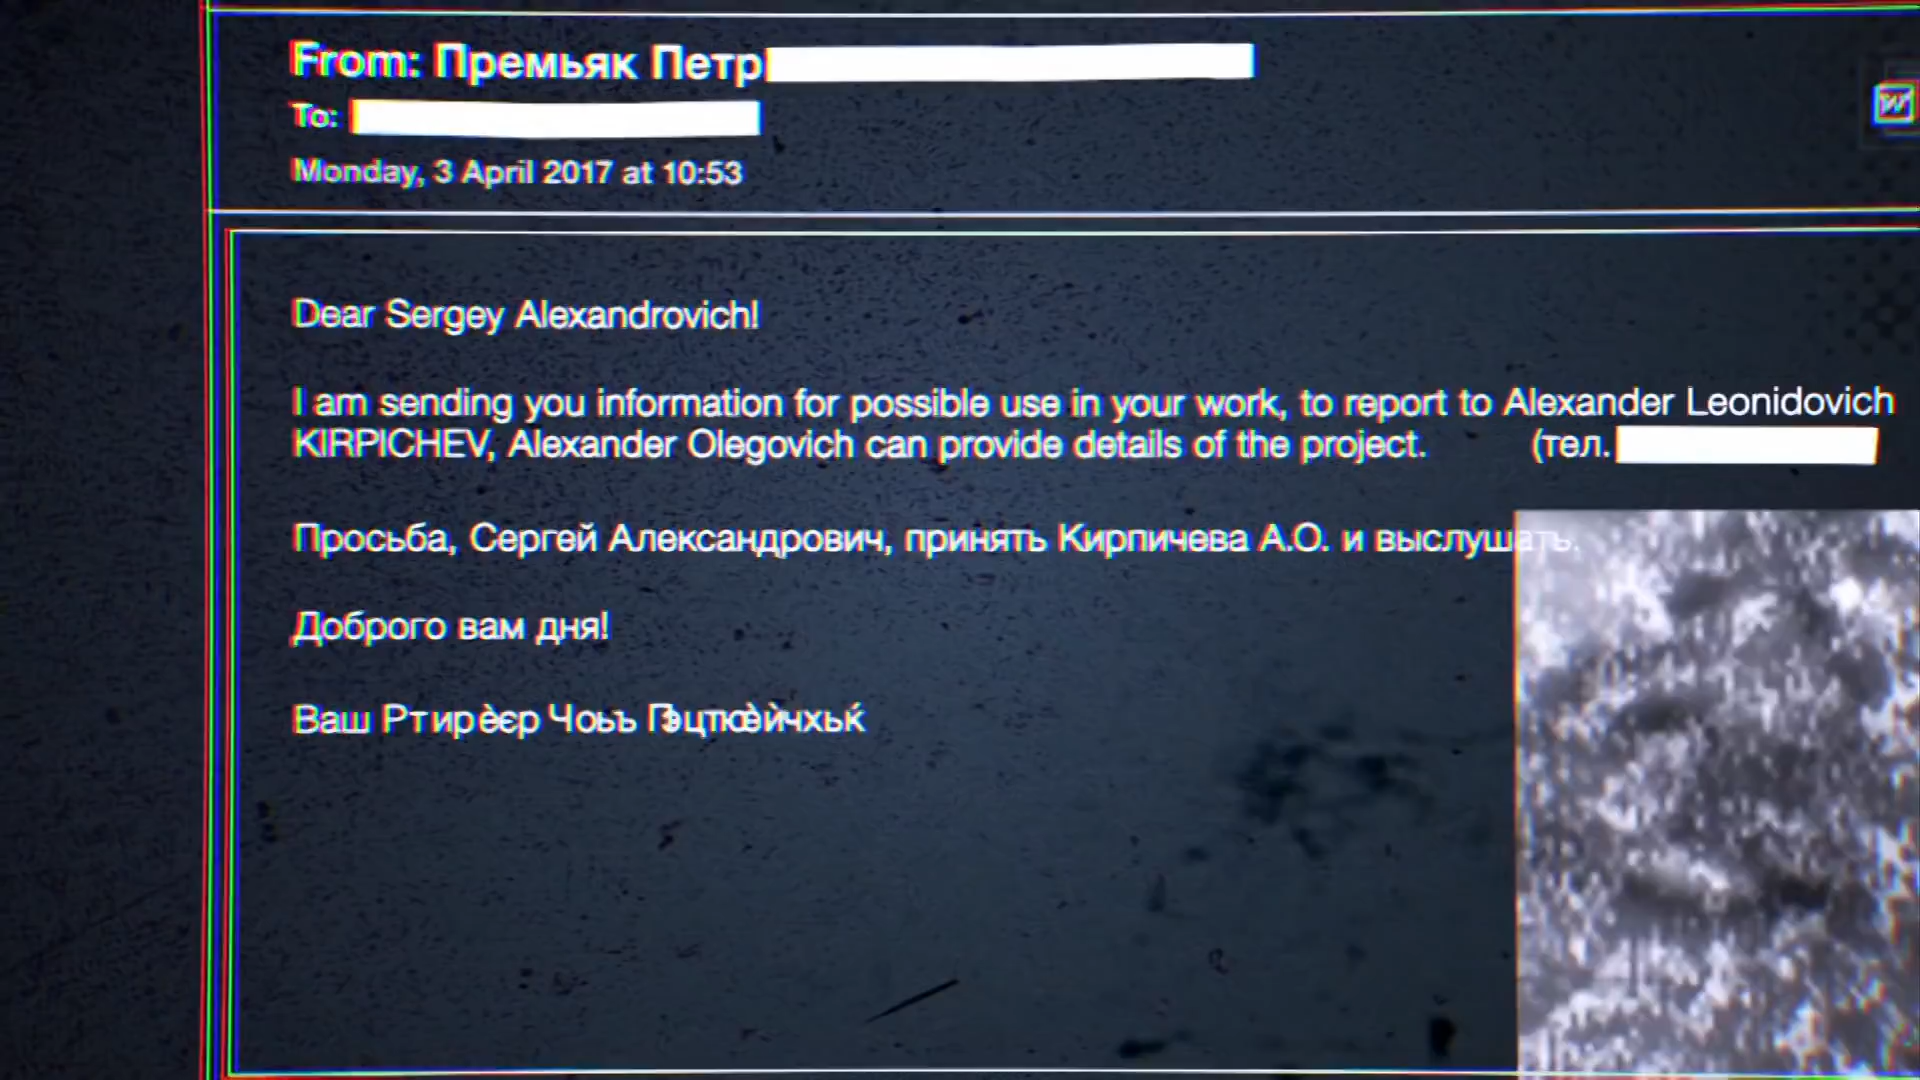 From: Премьяк Петр
To:
Monday, 3 April 2017 at 10:53
Dear Sergey Alexandrovich!
I am sending you information for possible use in your work, to report to Alexander Leonidovich
KIRPICHEV, Alexander Olegovich can provide details of the project. (тел.
Просьба, Сергей Александрович, принять Кирпичева А.О. и выслушать.
Доброго вам дня!
Ваш